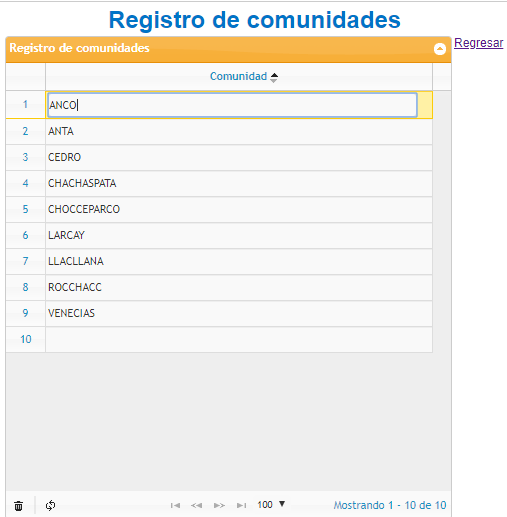 Registro de comunidades
Registro de comunidades
Regresar
Comunidad
1 ANCO
2 ANTA
3 CEDRO
4 CHACHASPATA
5 CHOCCEPARCO
6 LARCAY
7 LLACLLANA
8 ROCCHACC
9 VENECIAS
10
100 Mostrando 1 - 10 de 10